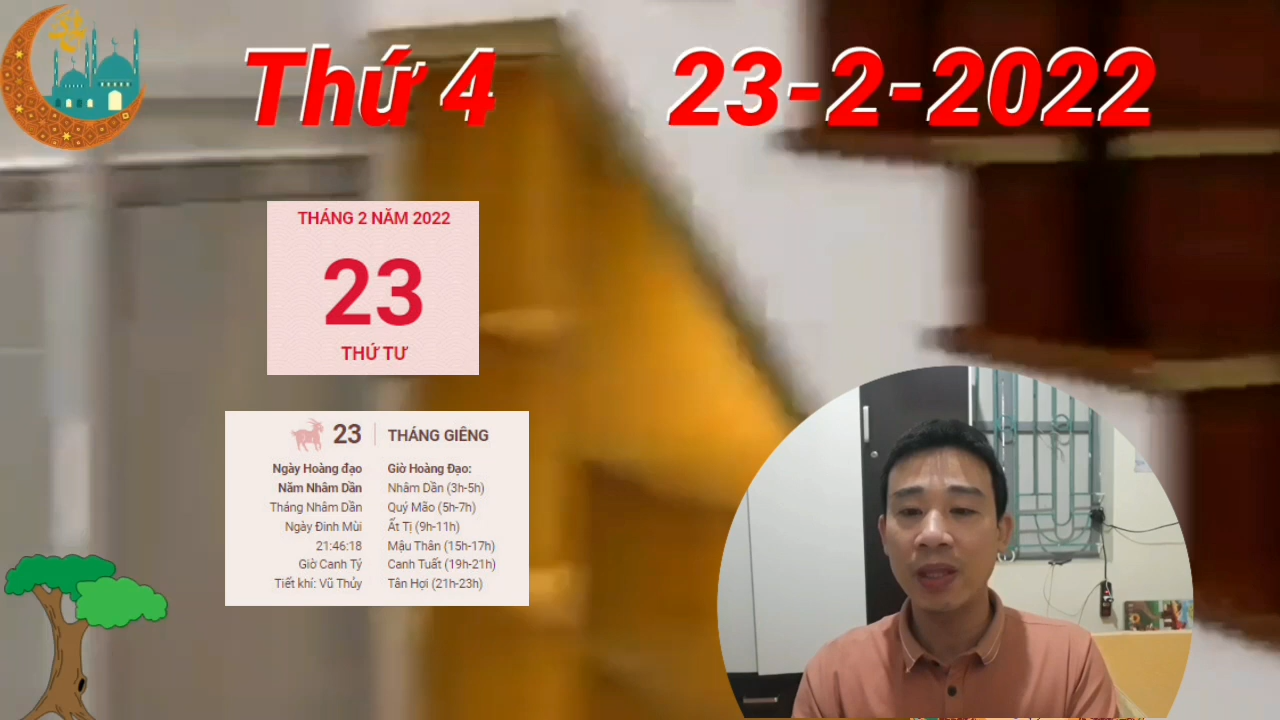 Thứ 4 23-2-2022
THÁNG 2 NĂM 2022
23
THỨ TƯ
23 THÁNG GIÊNG
Ngày Hoàng đạo
Năm Nhâm Dần
Tháng Nhâm Dần
Ngày Đinh Mùi
21:46:18
Giờ Canh Tý
Tiết khí: Vũ Thủy
Giờ Hoàng Đạo:
Nhâm Dần (3h-5h)
Quý Mão (5h-7h)
Ất Tị (9h-11h)
Mậu Thân (15h-17h)
Canh Tuất (19h-21h)
Tân Hợi (21h-23h)